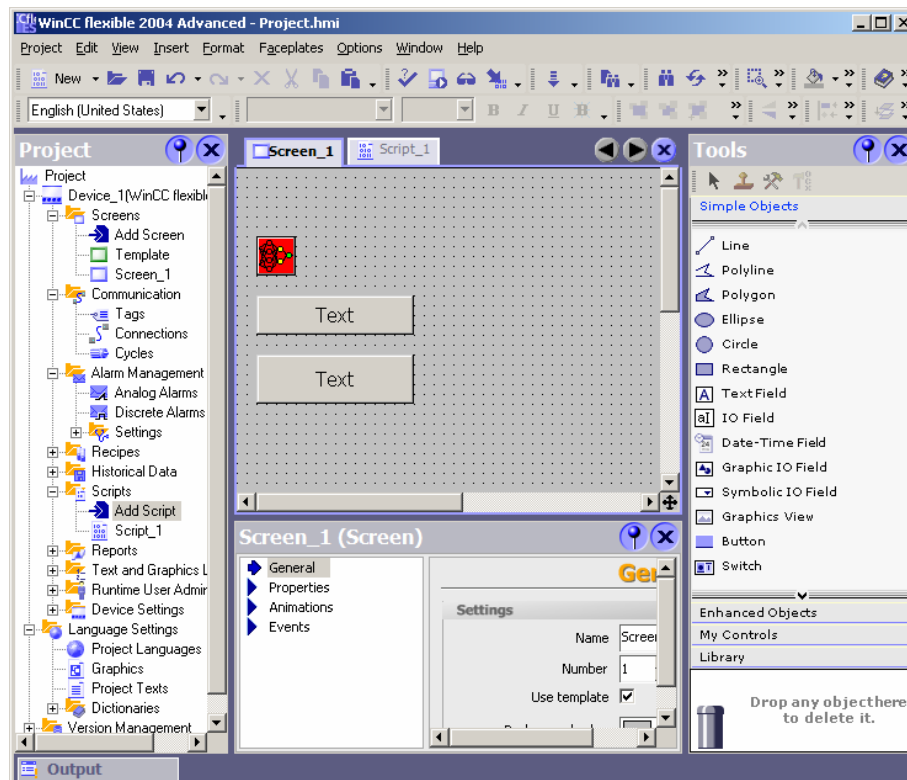 WinCC flexible 2004 Advanced - Project.hmi
Project Edit View Insert Format Faceplates Options Window Help
New
English (United States)
B I U B
Project
Project
Device_1(WinCC flexibl
Screens
Add Screen
Template
Screen_1
Communication
Tags
Connections
Cycles
Alarm Management
Analog Alarms
Discrete Alarms
Settings
Recipes
Historical Data
Scripts
Add Script
Script_1
Reports
Text and Graphics L
Runtime User Admir
Device Settings
Language Settings
Project Languages
Graphics
Project Texts
Dictionaries
Version Management
Screen_1 Script_1
Text
Text
Screen_1 (Screen)
General
Properties
Animations
Events
Ger
Settings
Name Screer
Number 1
Use template
Tools
Simple Objects
Line
Polyline
Polygon
Ellipse
Circle
Rectangle
A Text Field
aI IO Field
Date-Time Field
Graphic IO Field
Symbolic IO Field
Graphics View
Button
Switch
Enhanced Objects
My Controls
Library
Drop any objecthere
to delete it.
Output